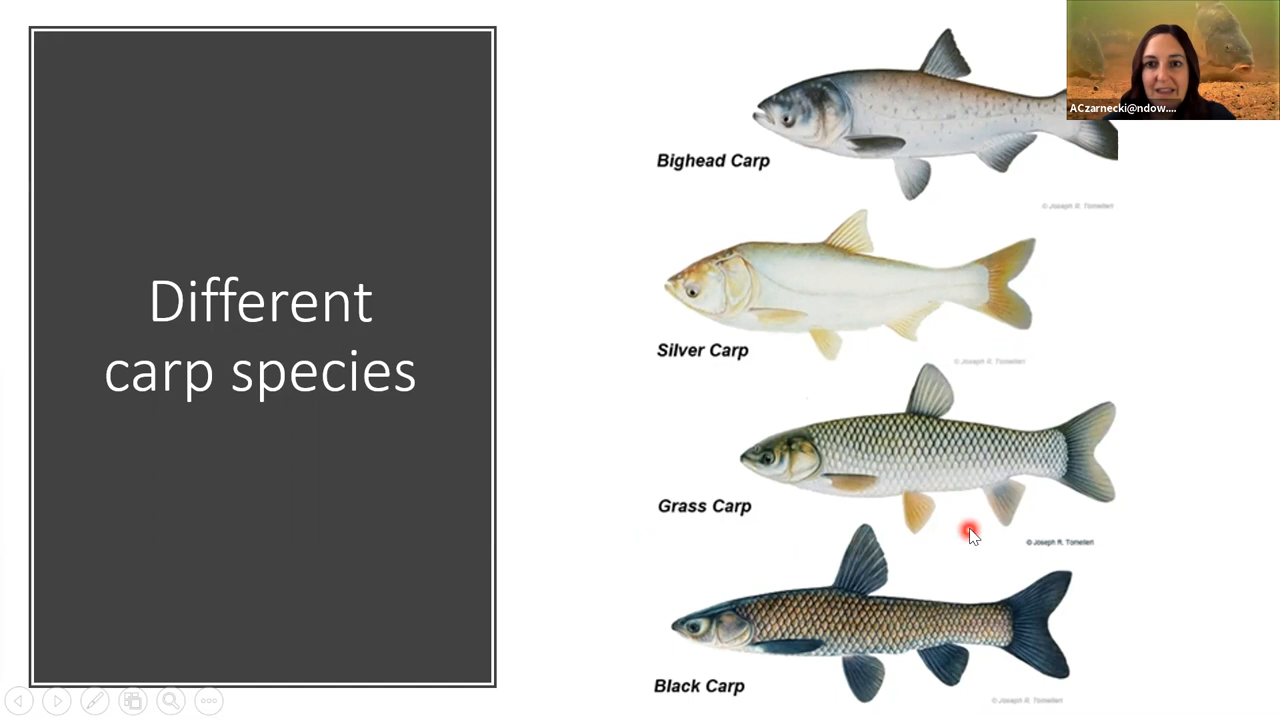 Different
carp species
ACzarnecki@ndow....
Bighead Carp
© Joseph R. Tomelleri
Silver Carp
© Joseph R. Tomelleri
Grass Carp
© Joseph R. Tomelleri
Black Carp
© Joseph R. Tomelleri